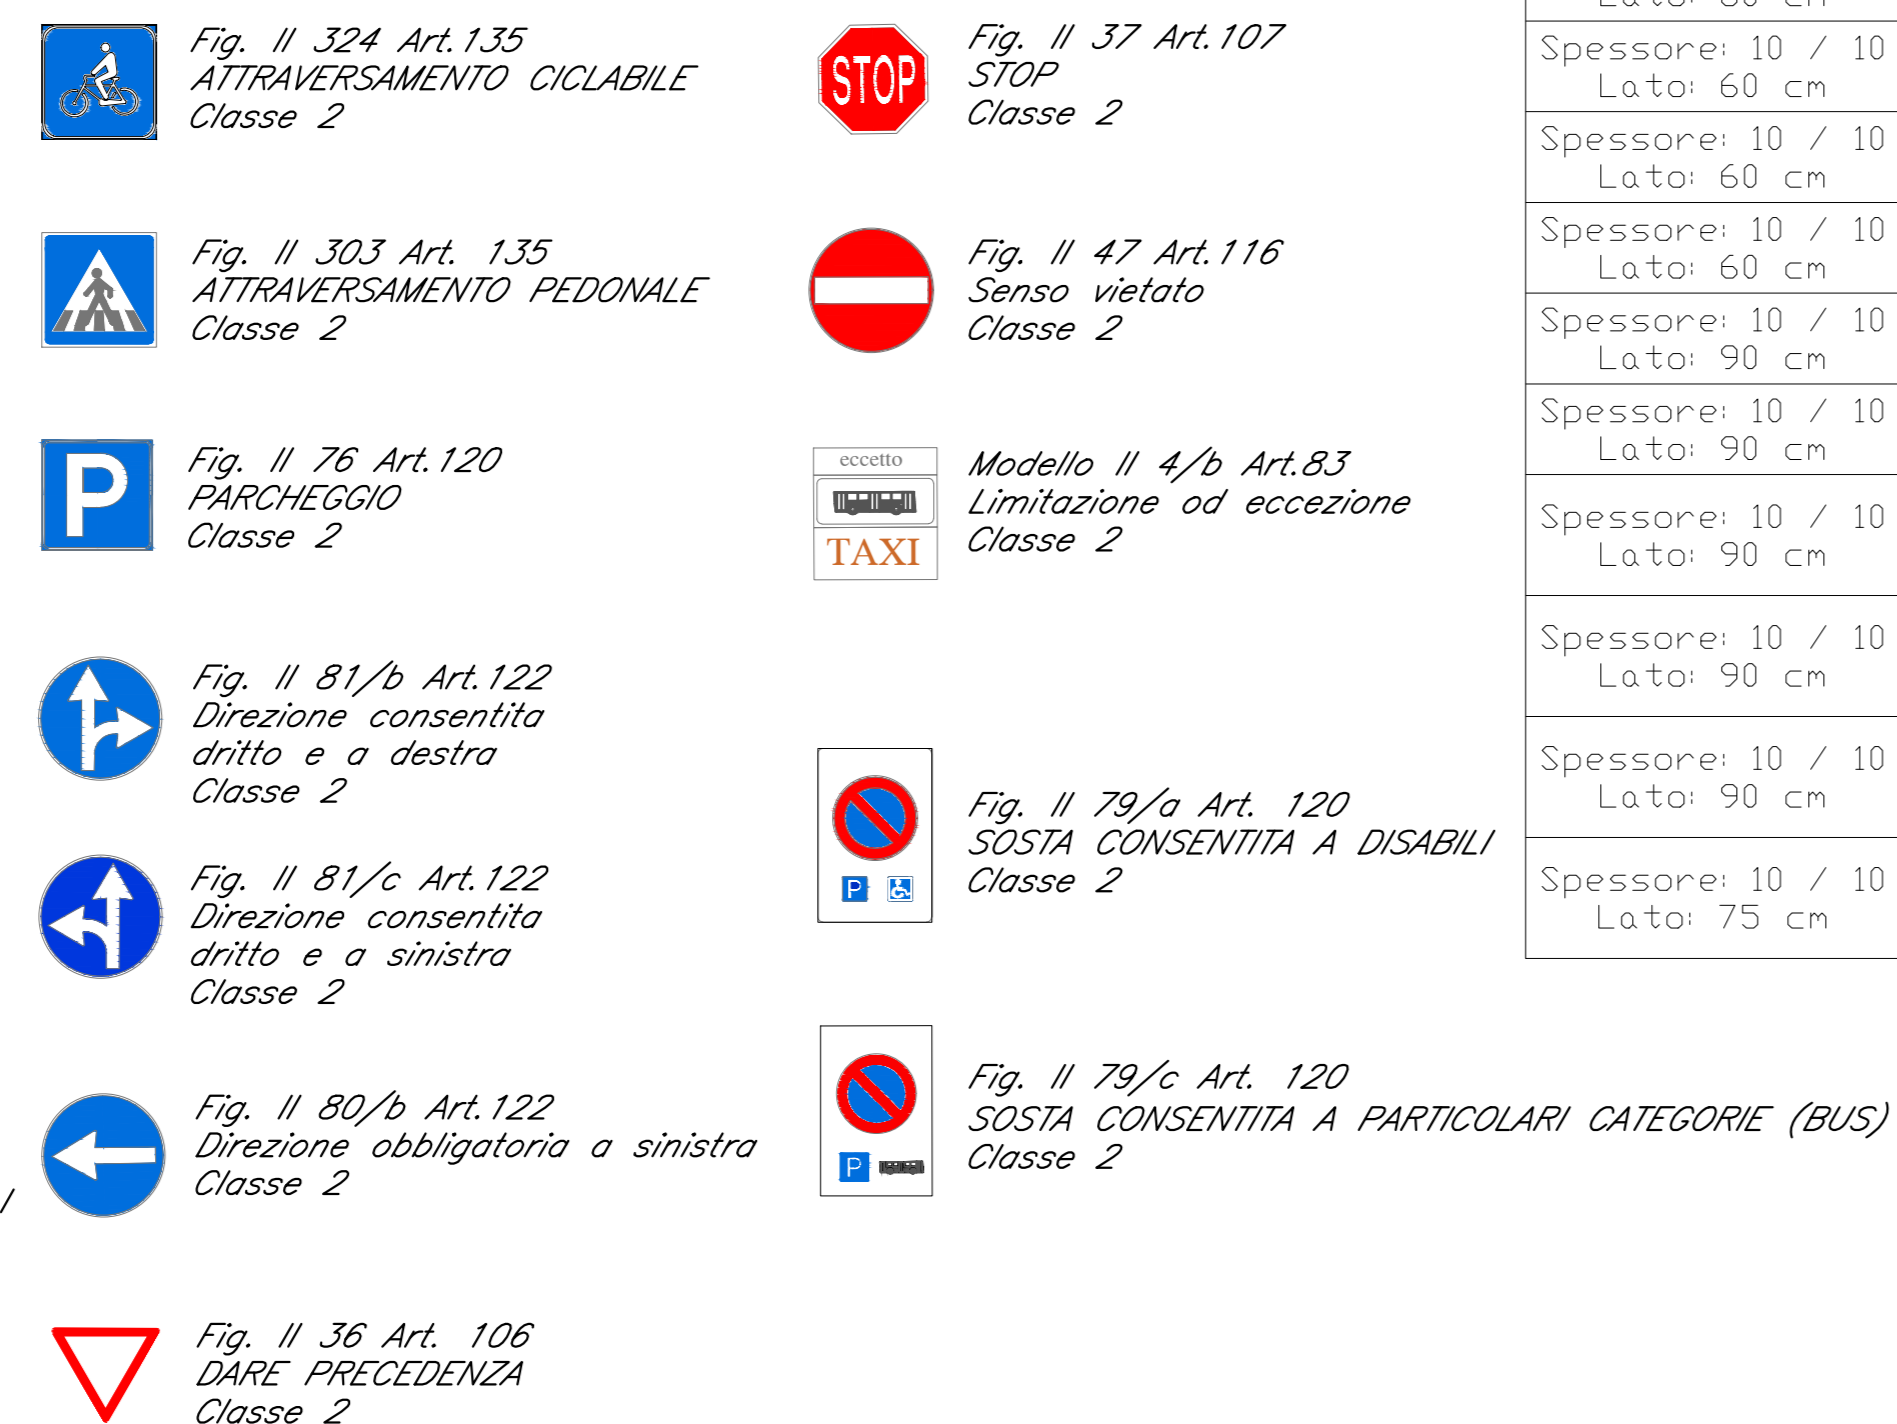 Fig. II 324 Art.135
ATTRAVERSAMENTO CICLABILE
Classe 2
Fig. II 303 Art. 135
ATTRAVERSAMENTO PEDONALE
Classe 2
P
Fig. II 76 Art.120
PARCHEGGIO
Classe 2
Fig. II 81/b Art.122
Direzione consentita
dritto e a destra
Classe 2
Fig. II 81/c Art.122
Direzione consentita
dritto e a sinistra
Classe 2
Fig. II 80/b Art.122
Direzione obbligatoria a sinistra
Classe 2
Fig. II 36 Art. 106
DARE PRECEDENZA
Classe 2
STOP
Fig. II 37 Art.107
STOP
Classe 2
Fig. II 47 Art.116
Senso vietato
Classe 2
eccetto
TAXI
Modello II 4/b Art.83
Limitazione od eccezione
Classe 2
P
Fig. II 79/a Art. 120
SOSTA CONSENTITA A DISABILI
Classe 2
P
Fig. II 79/c Art. 120
SOSTA CONSENTITA A PARTICOLARI CATEGORIE (BUS)
Classe 2
Spessore: 10 / 10
Lato: 60 cm
Spessore: 10 / 10
Lato: 60 cm
Spessore: 10 / 10
Lato: 60 cm
Spessore: 10 / 10
Lato: 90 cm
Spessore: 10 / 10
Lato: 90 cm
Spessore: 10 / 10
Lato: 90 cm
Spessore: 10 / 10
Lato: 90 cm
Spessore: 10 / 10
Lato: 90 cm
Spessore: 10 / 10
Lato: 75 cm